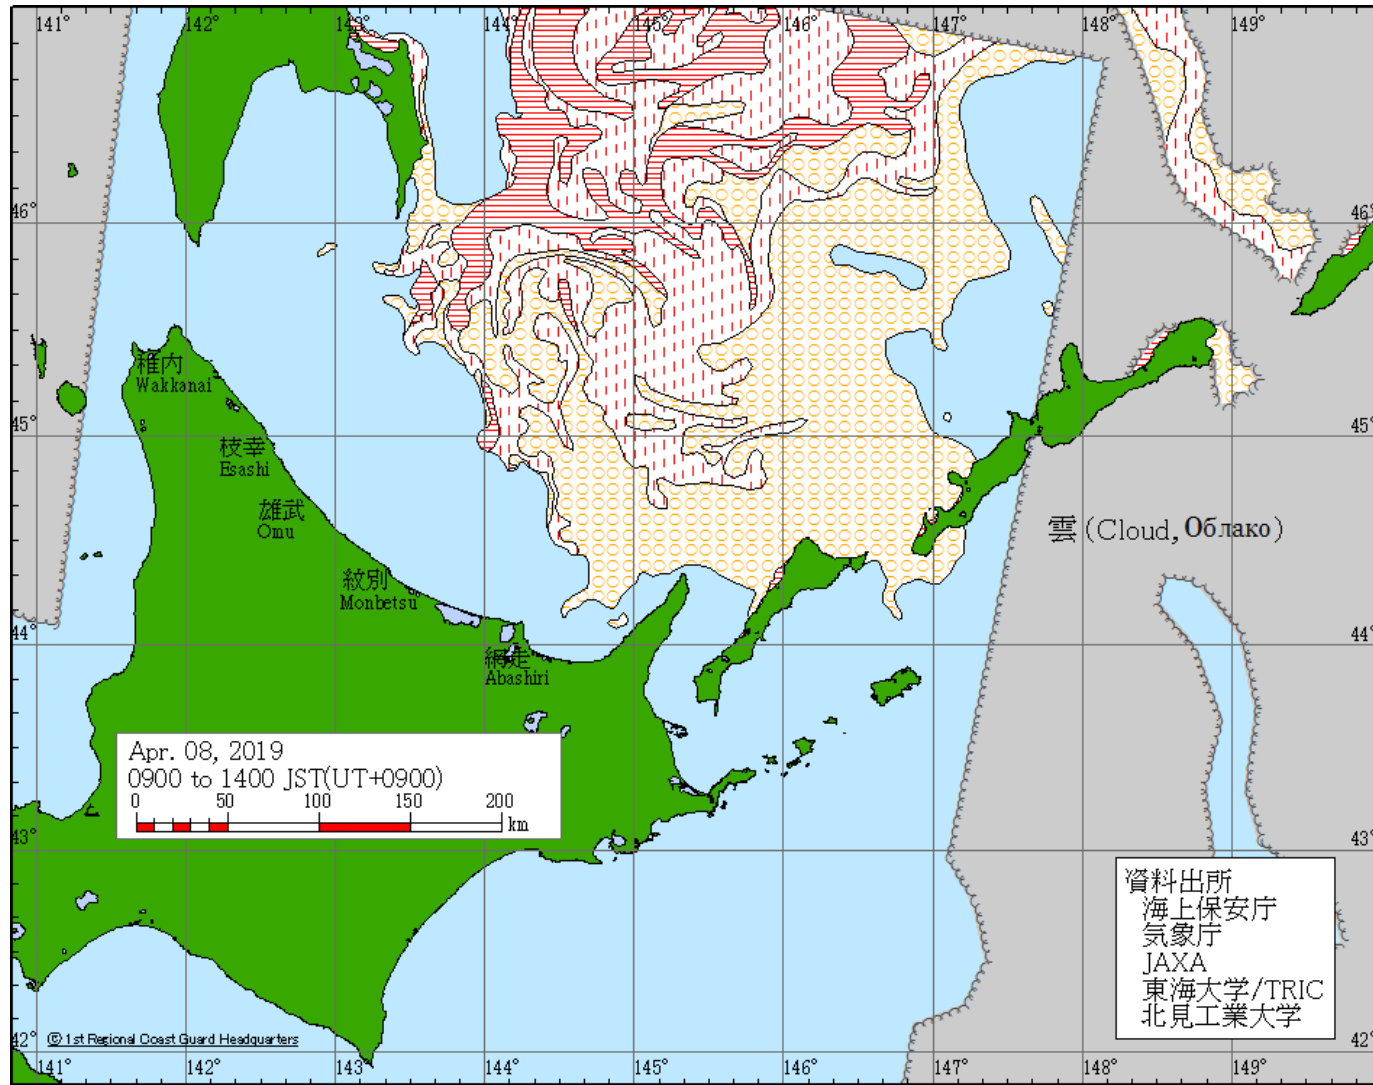 141° 142° 143° 144° 145° 146° 147° 148° 149°
46° 46°
稚内
Wakkanai
45° 45°
枝幸
Esashi
雄武
Omu
雲(Cloud, Облако)
紋別
Monbetsu
44° 44°
網走
Abashiri
Apr. 08, 2019
0900 to 1400 JST(UT+0900)
0 50 100 150 200
km
43° 43°
資料出所
海上保安庁
気象庁
JAXA
東海大学/TRIC
北見工業大学
42° 42°
© 1st Regional Coast Guard Headquarters
141° 142° 143° 144° 145° 146° 147° 148° 149°